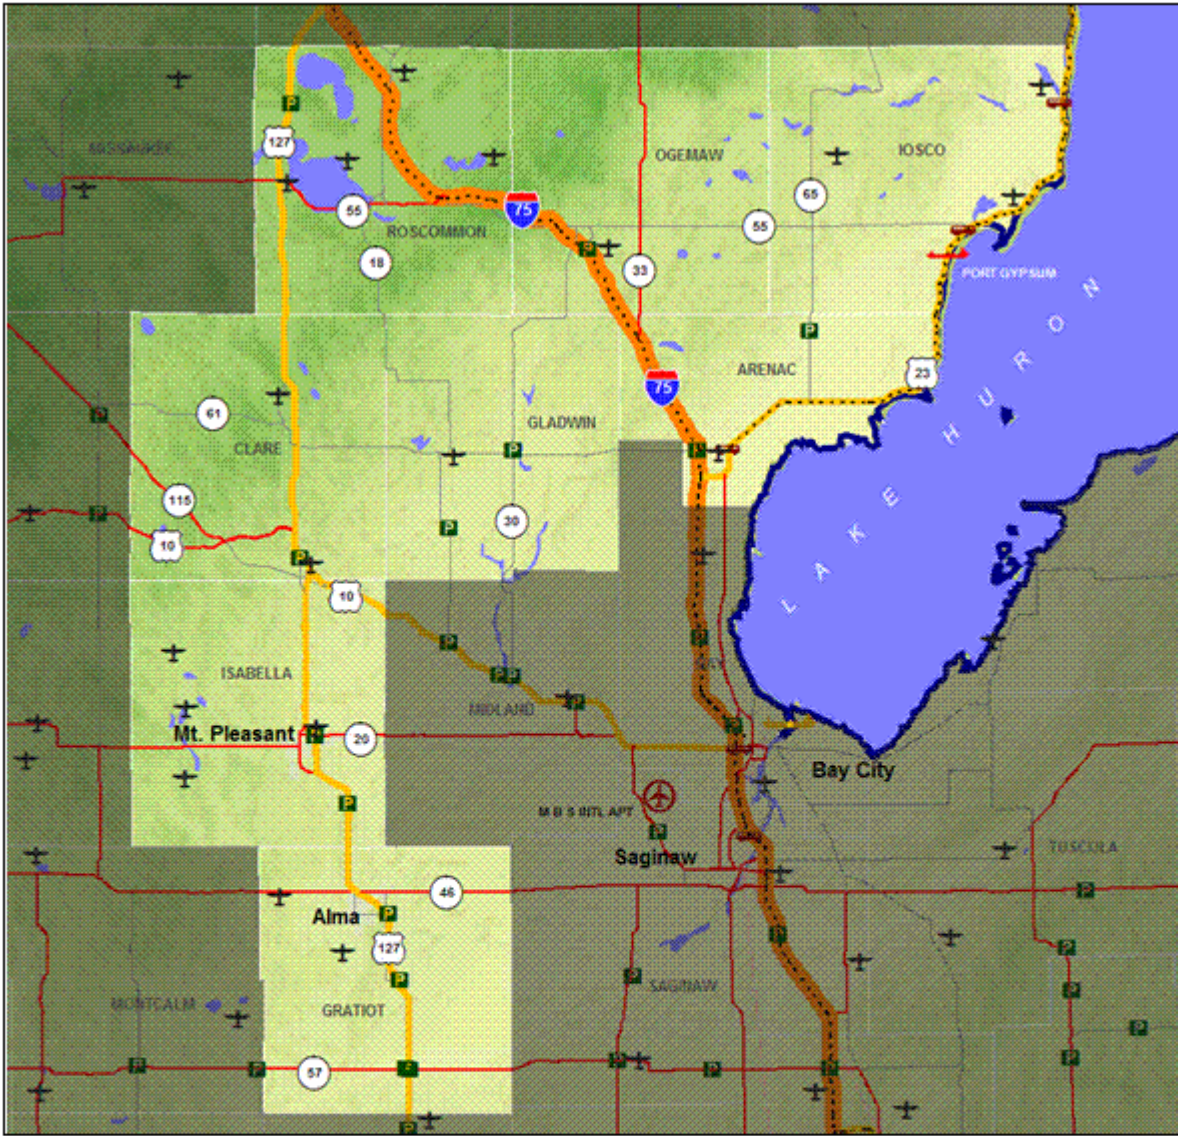 127
MISSAUKEE
OGEMAW
IOSCO
65
55
75
55
ROSCOMMON
18
33
PORT GYPSUM
75
ARENAC
23
61
CLARE
GLADWIN
LAKE HURON
115
10
30
10
ISABELLA
MIDLAND
Mt. Pleasant
20
Bay City
M B S INTL APT
Saginaw
TUSCOLA
46
Alma
127
SAGINAW
MONTCALM
GRATIOT
57
P